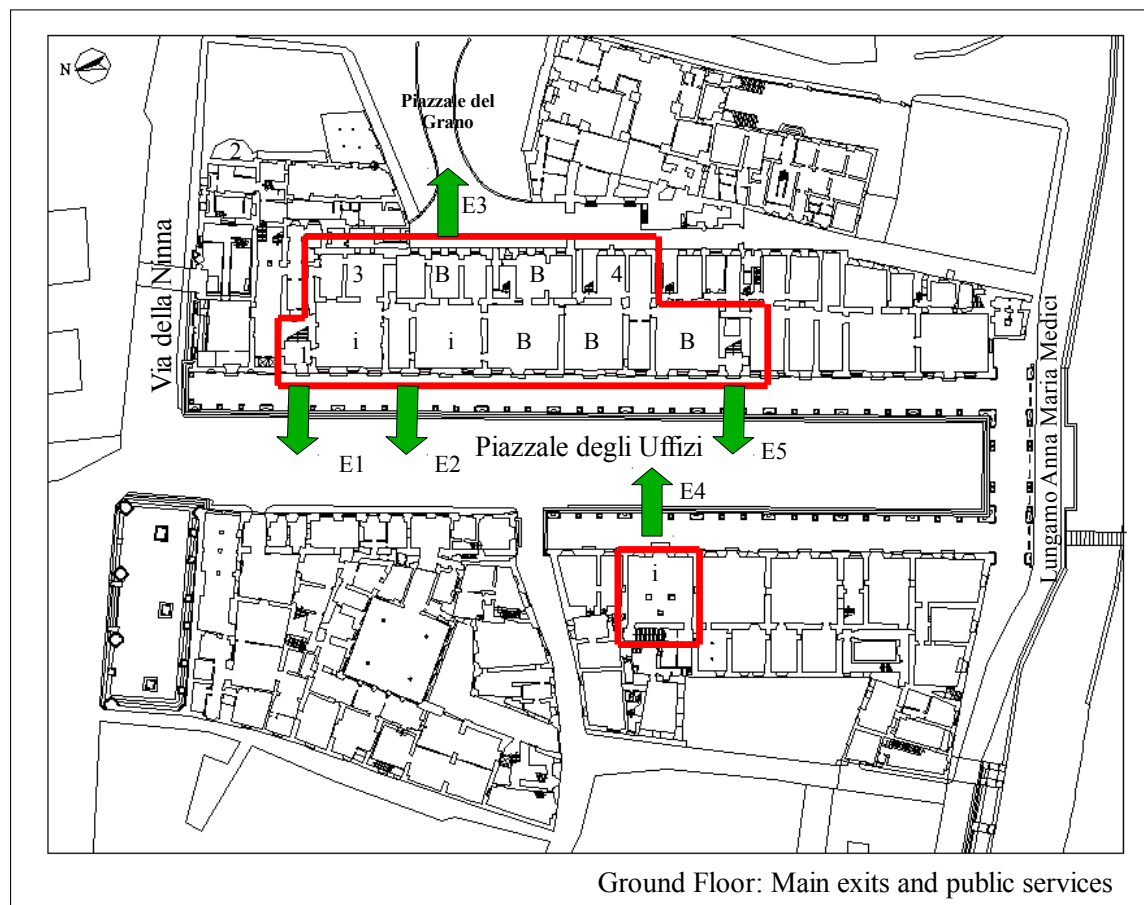 N
Piazzale del
Grano
2
Via della Ninna
E3
3
B
B
4
1
i
i
B
B
B
Lungarno Anna Maria Medici
E1
E2
Piazzale degli Uffizi
E5
E4
i
Ground Floor: Main exits and public services